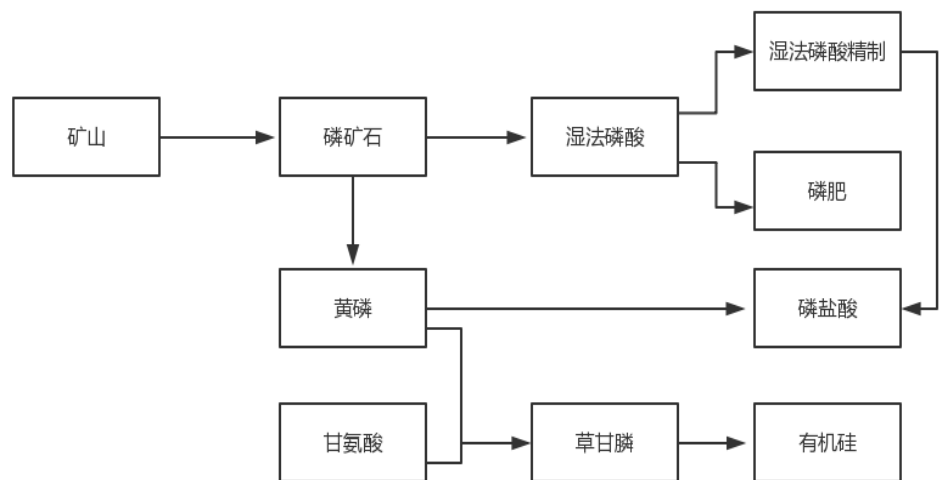 湿法磷酸精制
矿山
磷矿石
湿法磷酸
磷肥
黄磷
磷盐酸
甘氨酸
草甘膦
有机硅